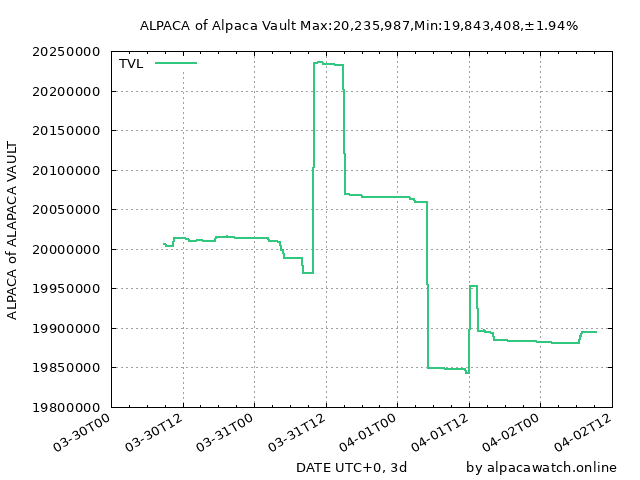 ALPACA of Alpaca Vault Max:20,235,987,Min:19,843,408,±1.94%
TVL
20250000
20200000
20150000
20100000
20050000
20000000
19950000
19900000
19850000
19800000
ALPACA of ALAPACA VAULT
03-30T00
03-30T12
03-31T00
03-31T12
04-01T00
04-01T12
04-02T00
04-02T12
DATE UTC+0, 3d
by alpacawatch.online